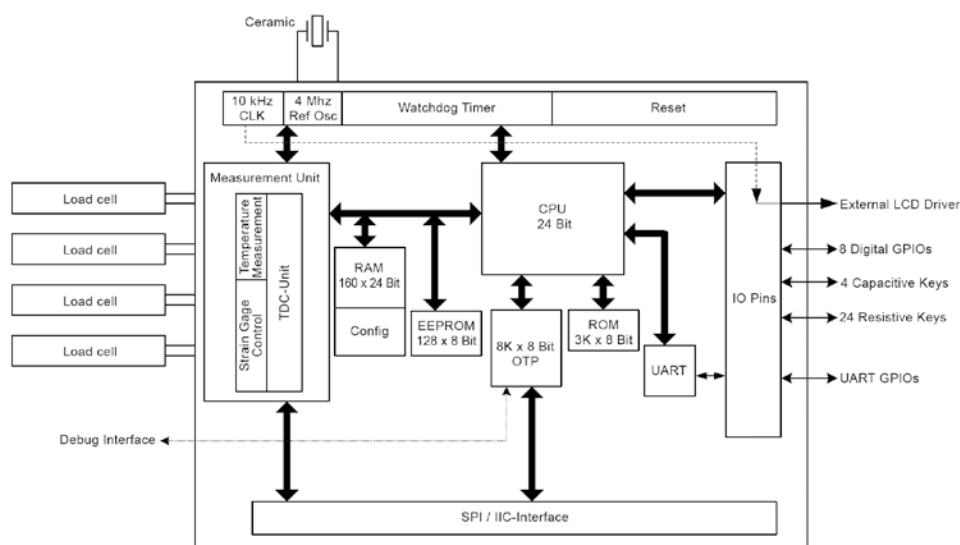 Ceramic
10 kHz
CLK
4 Mhz
Ref Osc
Watchdog Timer
Reset
Measurement Unit
Temperature
Measurement
Strain Gage
Control
TDC-Unit
Load cell
Load cell
Load cell
Load cell
CPU
24 Bit
RAM
160 x 24 Bit
Config
EEPROM
128 x 8 Bit
8K x 8 Bit
OTP
ROM
3K x 8 Bit
UART
IO Pins
External LCD Driver
8 Digital GPIOs
4 Capacitive Keys
24 Resistive Keys
UART GPIOs
Debug Interface
SPI / IIC-Interface